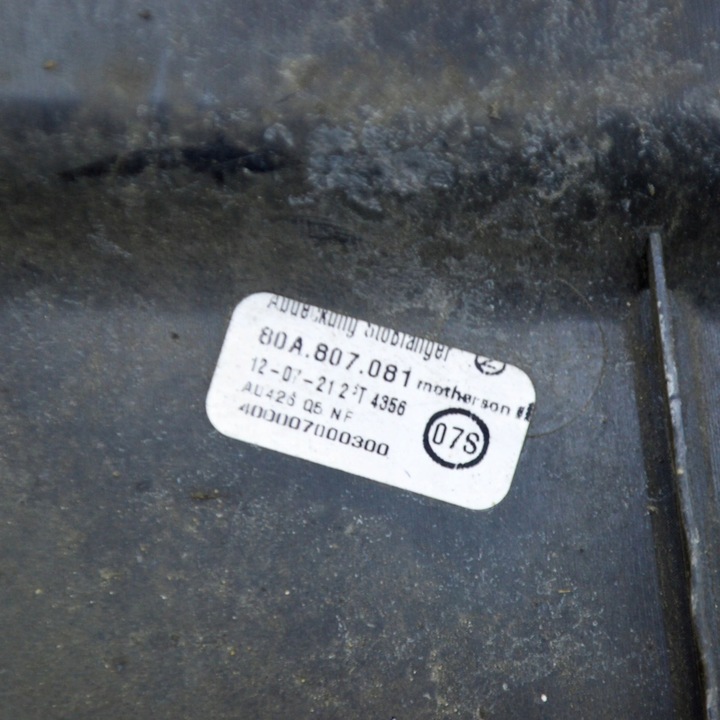 Abdeckung Stoßfänger
80A.807.081 motherson
12-07-21 2 T 4356
AU426 Q5 NF
400007000300
07S